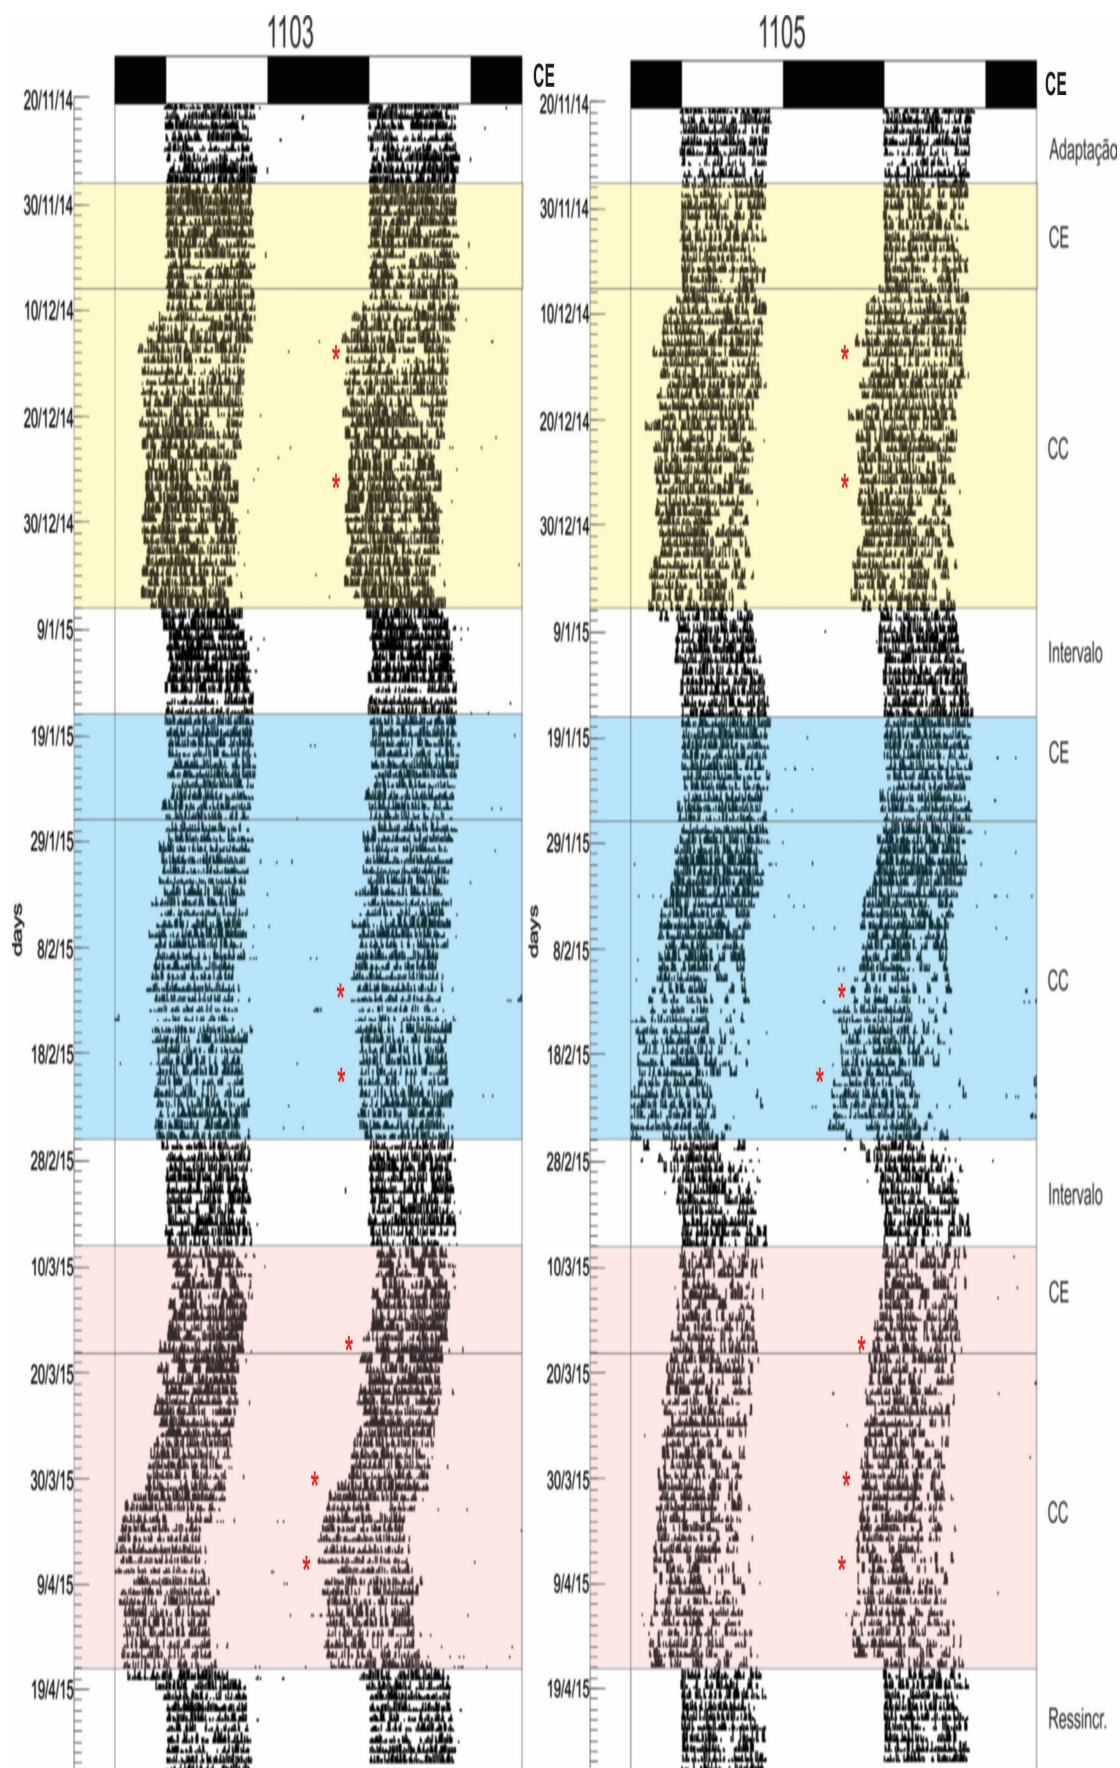 1103
1105
CE
CE
20/11/14
30/11/14
10/12/14
20/12/14
30/12/14
9/1/15
19/1/15
29/1/15
8/2/15
18/2/15
28/2/15
10/3/15
20/3/15
30/3/15
9/4/15
19/4/15
days
20/11/14
30/11/14
10/12/14
20/12/14
30/12/14
9/1/15
19/1/15
29/1/15
8/2/15
18/2/15
28/2/15
10/3/15
20/3/15
30/3/15
9/4/15
19/4/15
days
Adaptação
CE
CC
Intervalo
CE
CC
Intervalo
CE
CC
Ressincr.